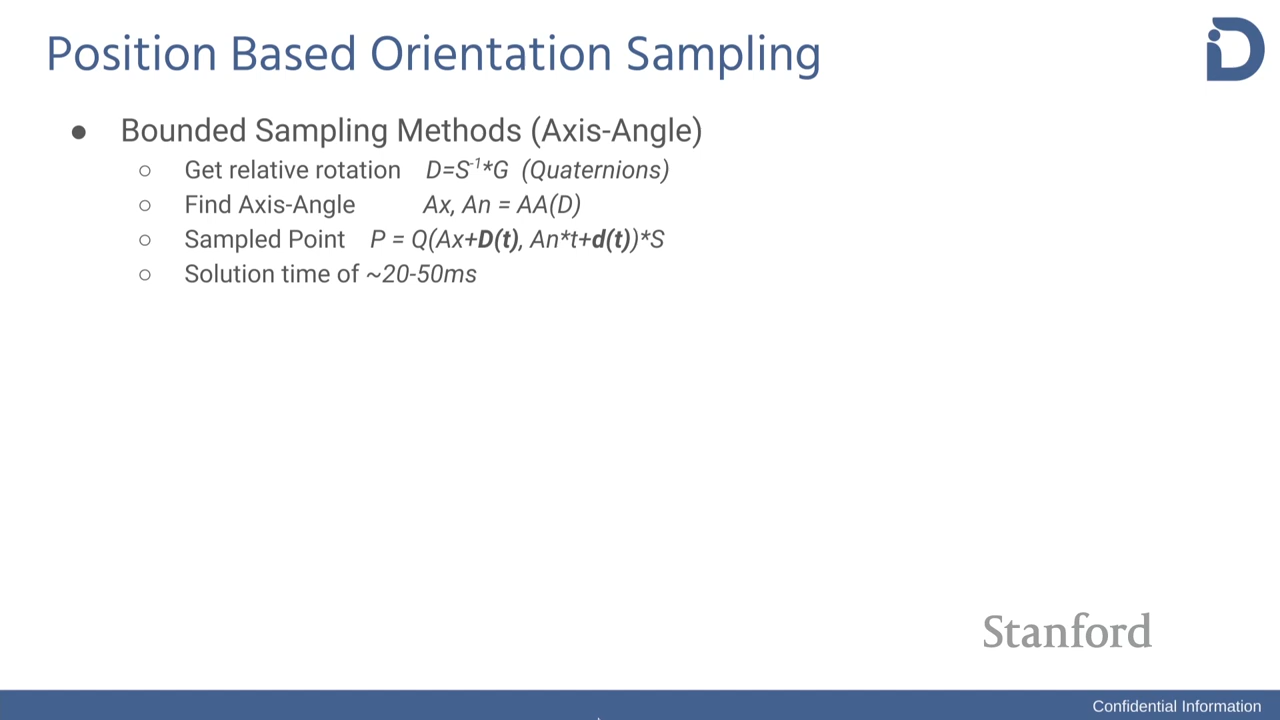 Position Based Orientation Sampling
● Bounded Sampling Methods (Axis-Angle)
○ Get relative rotation D=S⁻¹*G (Quaternions)
○ Find Axis-Angle Ax, An = AA(D)
○ Sampled Point P = Q(Ax+D(t), An*t+d(t))*S
○ Solution time of ~20-50ms
Stanford
Confidential Information